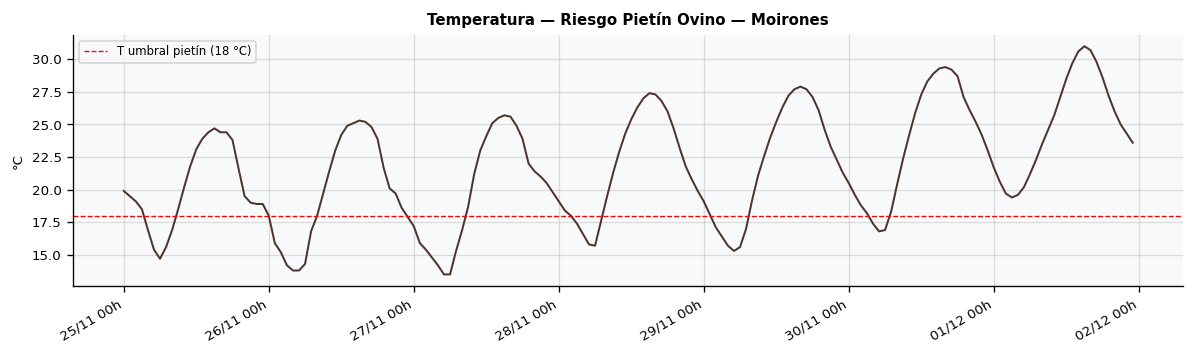 Temperatura — Riesgo Pietín Ovino — Moirones
T umbral pietín (18 °C)
°C
30.0
27.5
25.0
22.5
20.0
17.5
15.0
25/11 00h
26/11 00h
27/11 00h
28/11 00h
29/11 00h
30/11 00h
01/12 00h
02/12 00h